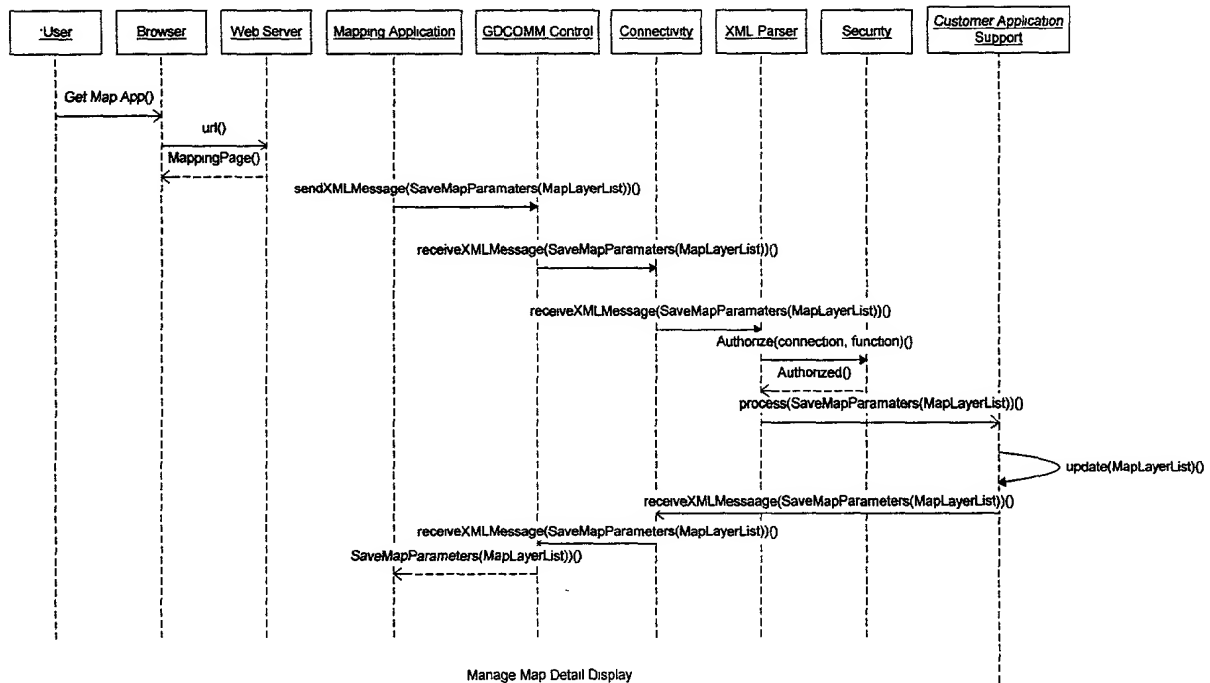 :User
Browser
Web Server
Mapping Application
GDCOMM Control
Connectivity
XML Parser
Security
Customer Application
Support
Get Map App()
url()
MappingPage()
sendXMLMessage(SaveMapParamaters(MapLayerList))()
receiveXMLMessage(SaveMapParamaters(MapLayerList))()
receiveXMLMessage(SaveMapParamaters(MapLayerList))()
Authorize(connection, function)()
Authorized()
process(SaveMapParamaters(MapLayerList))()
update(MapLayerList)()
receiveXMLMessaage(SaveMapParameters(MapLayerList))()
receiveXMLMessage(SaveMapParameters(MapLayerList))()
SaveMapParameters(MapLayerList))()
Manage Map Detail Display